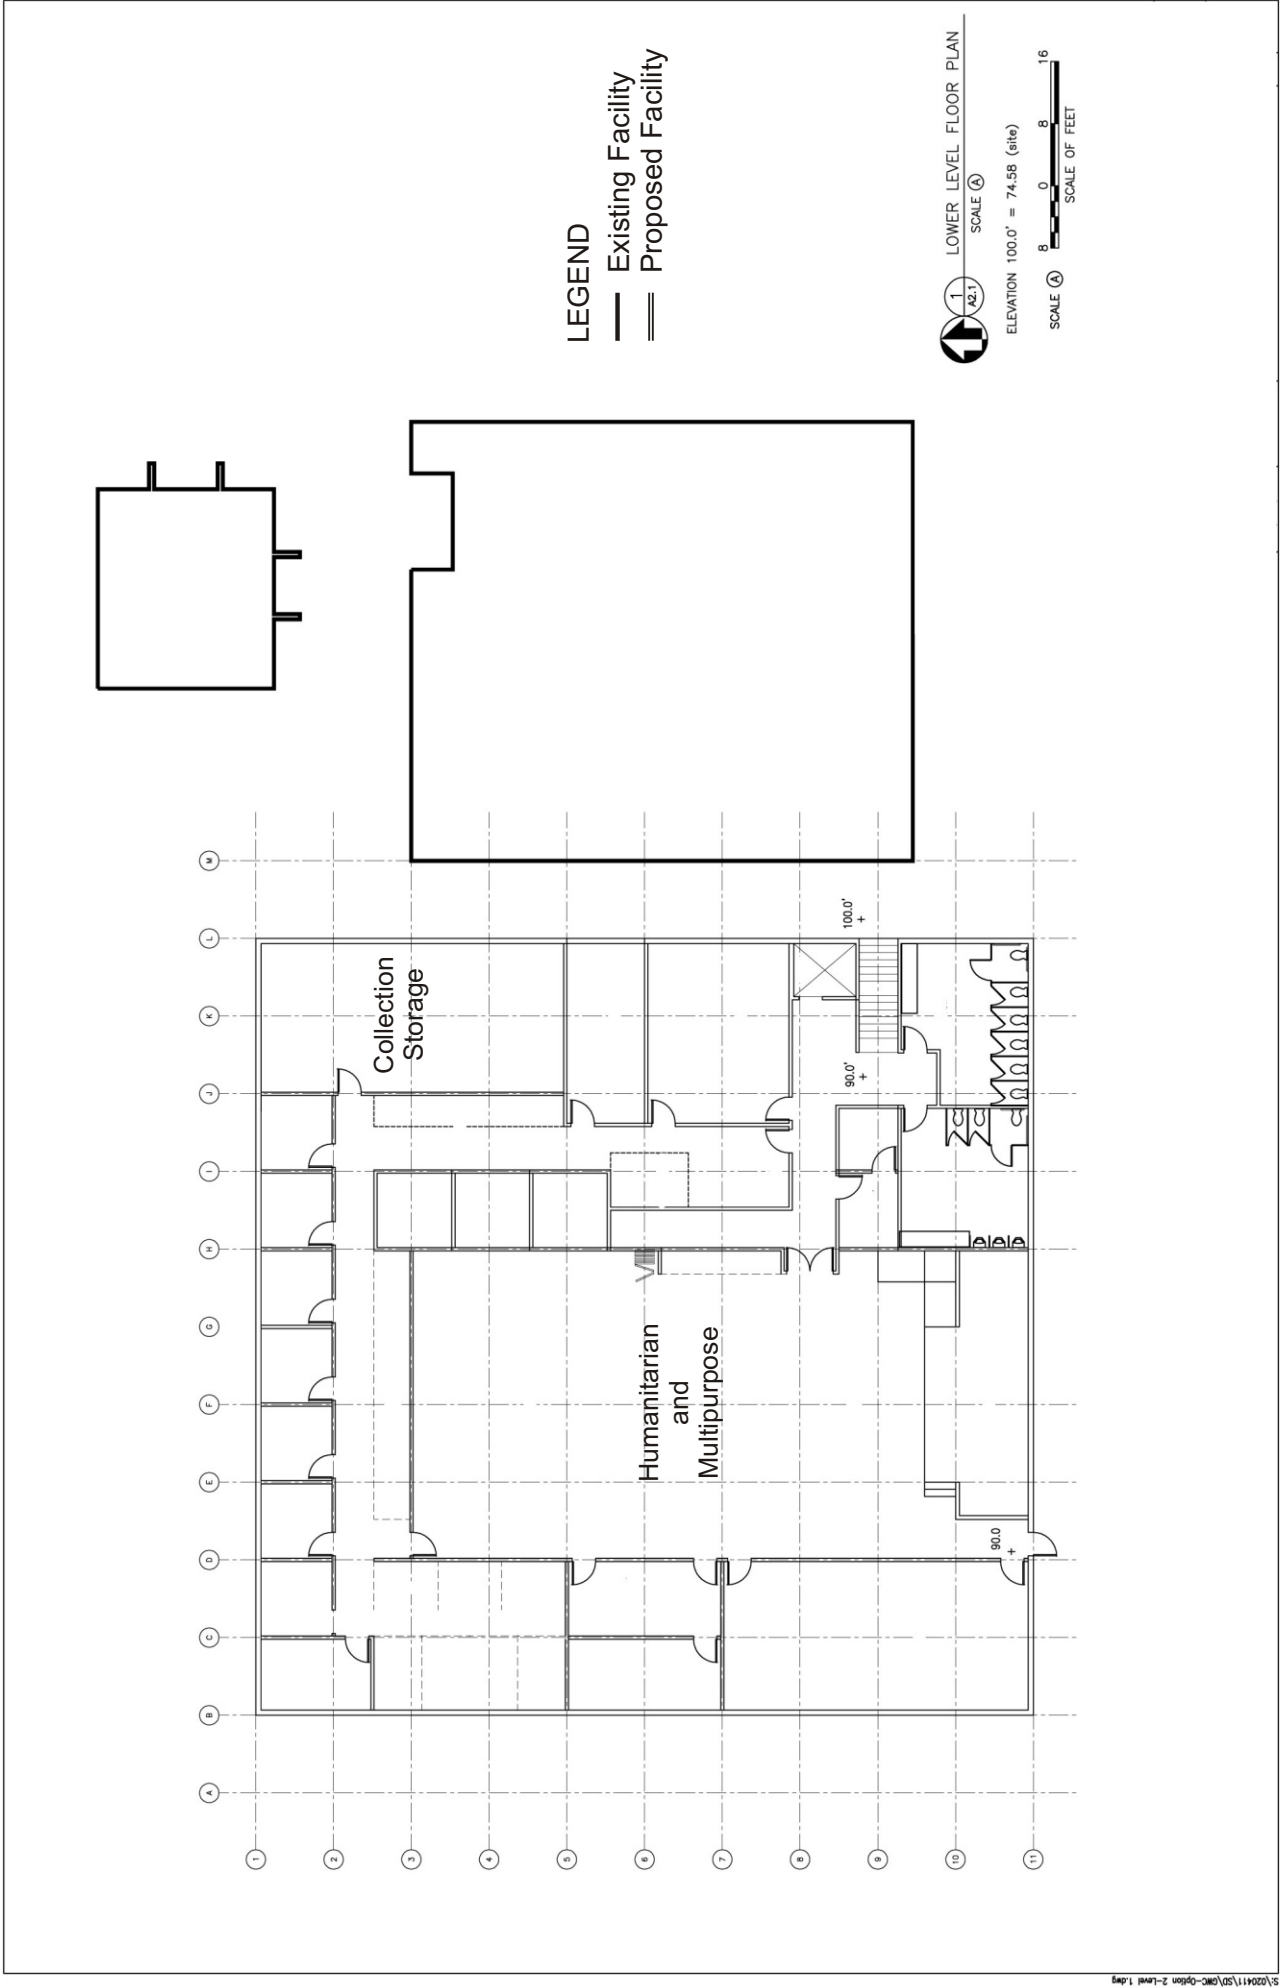 LEGEND
Existing Facility
Proposed Facility
1
A2.1
LOWER LEVEL FLOOR PLAN
SCALE A
ELEVATION 100.0' = 74.58 (site)
SCALE A
8 0 8 16
SCALE OF FEET
A B C D E F G H I J K L M
1
2
3
4
5
6
7
8
9
10
11
Collection
Storage
Humanitarian
and
Multipurpose
100.0'
90.0'
90.0
S:\020411\SD\GWC-Option 2-Level 1.dwg